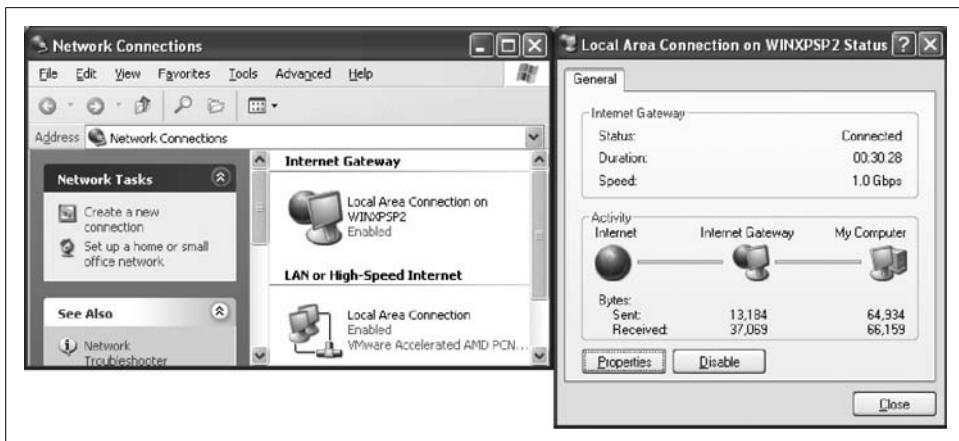 Network Connections
File Edit View Favorites Tools Advanced Help
Address Network Connections
Network Tasks
Create a new
connection
Set up a home or small
office network
See Also
Network
Troubleshooter
Internet Gateway
Local Area Connection on
WINXPSP2
Enabled
LAN or High-Speed Internet
Local Area Connection
Enabled
VMware Accelerated AMD PCN...
Local Area Connection on WINXPSP2 Status
General
Internet Gateway
Status: Connected
Duration: 00:30:28
Speed: 1.0 Gbps
Activity
Internet Internet Gateway My Computer
Bytes:
Sent: 13,184 64,934
Received: 37,069 66,159
Properties Disable
Close